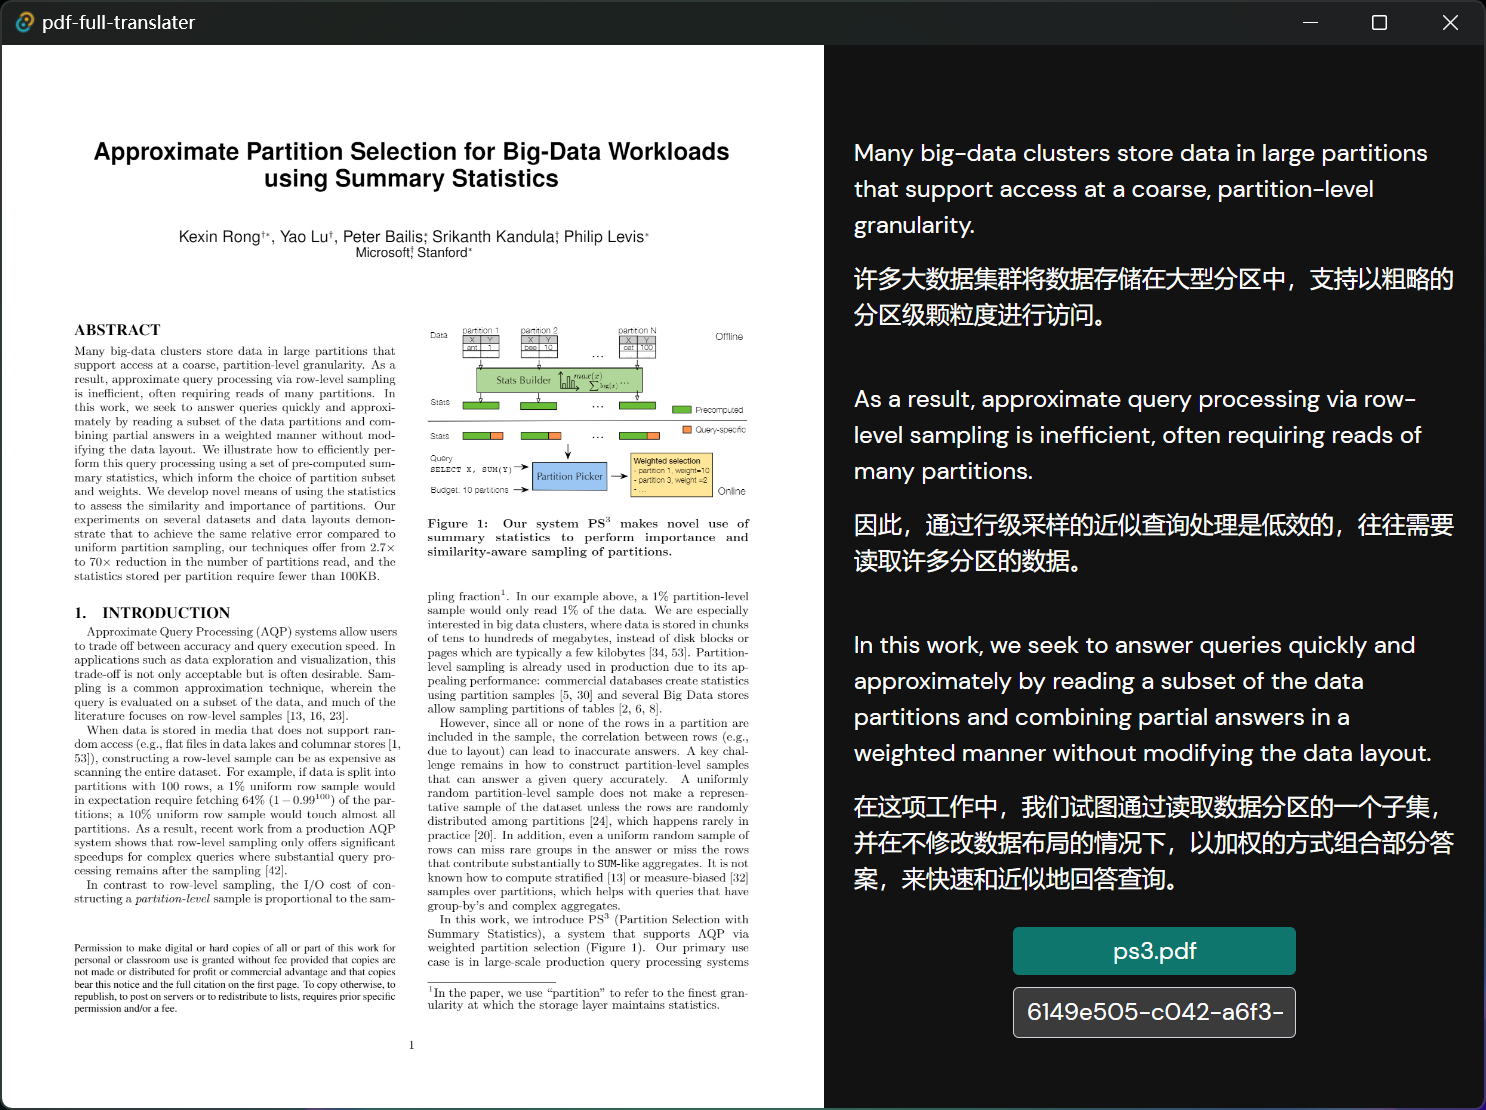 pdf-full-translater
Approximate Partition Selection for Big-Data Workloads
using Summary Statistics
Kexin Rong†*, Yao Lu†, Peter Bailis*, Srikanth Kandula†, Philip Levis*
Microsoft†, Stanford*
ABSTRACT
Many big-data clusters store data in large partitions that
support access at a coarse, partition-level granularity. As a
result, approximate query processing via row-level sampling
is inefficient, often requiring reads of many partitions. In
this work, we seek to answer queries quickly and approxi-
mately by reading a subset of the data partitions and com-
bining partial answers in a weighted manner without mod-
ifying the data layout. We illustrate how to efficiently per-
form this query processing using a set of pre-computed sum-
mary statistics, which inform the choice of partition subset
and weights. We develop novel means of using the statistics
to assess the similarity and importance of partitions. Our
experiments on several datasets and data layouts demon-
strate that to achieve the same relative error compared to
uniform partition sampling, our techniques offer from 2.7×
to 70× reduction in the number of partitions read, and the
statistics stored per partition require fewer than 100KB.
1. INTRODUCTION
Approximate Query Processing (AQP) systems allow users
to trade off between accuracy and query execution speed. In
applications such as data exploration and visualization, this
trade-off is not only acceptable but is often desirable. Sam-
pling is a common approximation technique, wherein the
query is evaluated on a subset of the data, and much of the
literature focuses on row-level samples [13, 16, 23].
When data is stored in media that does not support ran-
dom access (e.g., flat files in data lakes and columnar stores [1,
53]), constructing a row-level sample can be as expensive as
scanning the entire dataset. For example, if data is split into
partitions with 100 rows, a 1% uniform row sample would
in expectation require fetching 64% (1 − 0.99¹⁰⁰) of the par-
titions; a 10% uniform row sample would touch almost all
partitions. As a result, recent work from a production AQP
system shows that row-level sampling only offers significant
speedups for complex queries where substantial query pro-
cessing remains after the sampling [42].
In contrast to row-level sampling, the I/O cost of con-
structing a partition-level sample is proportional to the sam-
Permission to make digital or hard copies of all or part of this work for
personal or classroom use is granted without fee provided that copies are
not made or distributed for profit or commercial advantage and that copies
bear this notice and the full citation on the first page. To copy otherwise, to
republish, to post on servers or to redistribute to lists, requires prior specific
permission and/or a fee.
Data
partition 1
partition 2
partition N
Offline
X Y
X Y
X Y
ant 1
bee 10
...
cat 100
Stats Builder
max(x)
∑ log(x) ...
Stats
...
Precomputed
Stats
...
Query-specific
Query
SELECT X, SUM(Y)
Budget: 10 partitions
Partition Picker
Weighted selection
- partition 1, weight=10
- partition 3, weight =2
- ...
Online
Figure 1: Our system PS³ makes novel use of
summary statistics to perform importance and
similarity-aware sampling of partitions.
pling fraction¹. In our example above, a 1% partition-level
sample would only read 1% of the data. We are especially
interested in big data clusters, where data is stored in chunks
of tens to hundreds of megabytes, instead of disk blocks or
pages which are typically a few kilobytes [34, 53]. Partition-
level sampling is already used in production due to its ap-
pealing performance: commercial databases create statistics
using partition samples [5, 30] and several Big Data stores
allow sampling partitions of tables [2, 6, 8].
However, since all or none of the rows in a partition are
included in the sample, the correlation between rows (e.g.,
due to layout) can lead to inaccurate answers. A key chal-
lenge remains in how to construct partition-level samples
that can answer a given query accurately. A uniformly
random partition-level sample does not make a represen-
tative sample of the dataset unless the rows are randomly
distributed among partitions [24], which happens rarely in
practice [20]. In addition, even a uniform random sample of
rows can miss rare groups in the answer or miss the rows
that contribute substantially to SUM-like aggregates. It is not
known how to compute stratified [13] or measure-biased [32]
samples over partitions, which helps with queries that have
group-by's and complex aggregates.
In this work, we introduce PS³ (Partition Selection with
Summary Statistics), a system that supports AQP via
weighted partition selection (Figure 1). Our primary use
case is in large-scale production query processing systems
¹In the paper, we use “partition” to refer to the finest gran-
ularity at which the storage layer maintains statistics.
1
Many big-data clusters store data in large partitions
that support access at a coarse, partition-level
granularity.
许多大数据集群将数据存储在大型分区中，支持以粗略的
分区级颗粒度进行访问。
As a result, approximate query processing via row-
level sampling is inefficient, often requiring reads of
many partitions.
因此，通过行级采样的近似查询处理是低效的，往往需要
读取许多分区的数据。
In this work, we seek to answer queries quickly and
approximately by reading a subset of the data
partitions and combining partial answers in a
weighted manner without modifying the data layout.
在这项工作中，我们试图通过读取数据分区的一个子集，
并在不修改数据布局的情况下，以加权的方式组合部分答
案，来快速和近似地回答查询。
ps3.pdf
6149e505-c042-a6f3-